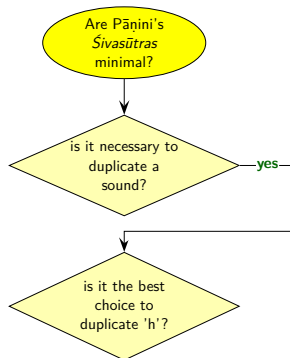 Are Pāṇini's
Śivasūtras
minimal?
is it necessary to
duplicate a
sound?
yes
is it the best
choice to
duplicate 'h'?